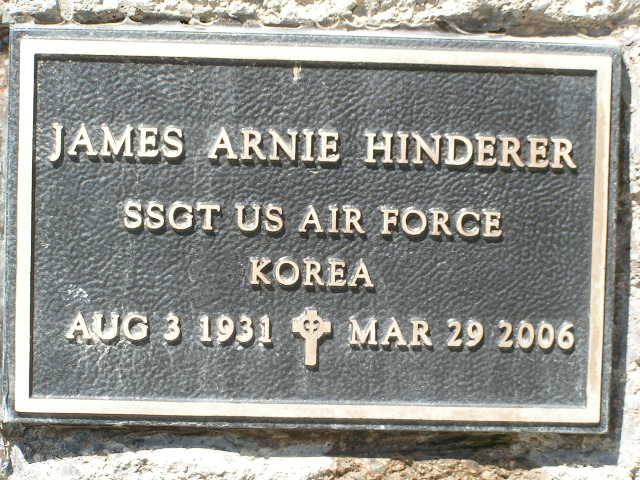 JAMES ARNIE HINDERER
SSGT US AIR FORCE
KOREA
AUG 3 1931 MAR 29 2006